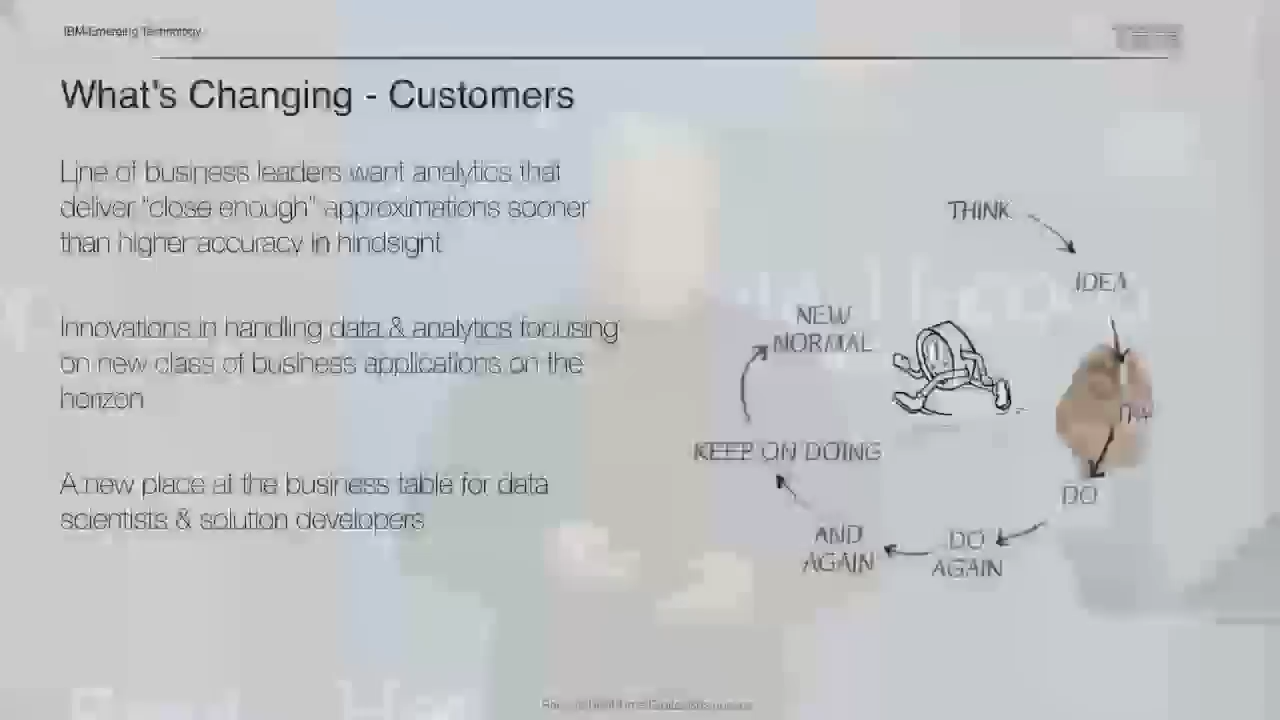 IBM Emerging Technology
What's Changing - Customers
Line of business leaders want analytics that
deliver "close enough" approximations sooner
than higher accuracy in hindsight
Innovations in handling data & analytics focusing
on new class of business applications on the
horizon
A new place at the business table for data
scientists & solution developers
THINK
IDEA
DO
DO
AGAIN
AND
AGAIN
KEEP ON DOING
NEW
NORMAL